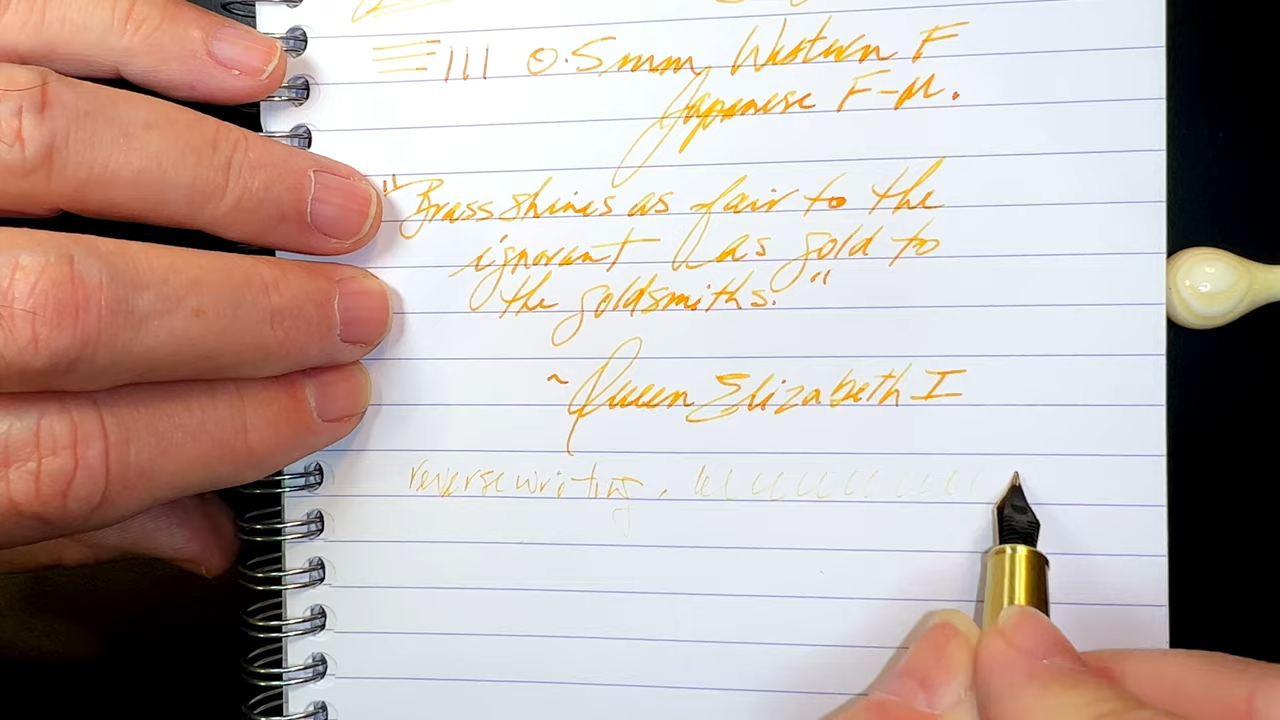 0.5mm, Western F
Japanese F-M.
"Brass shines as fair to the
ignorant as gold to
the goldsmiths."
~ Queen Elizabeth I
reverse writing.